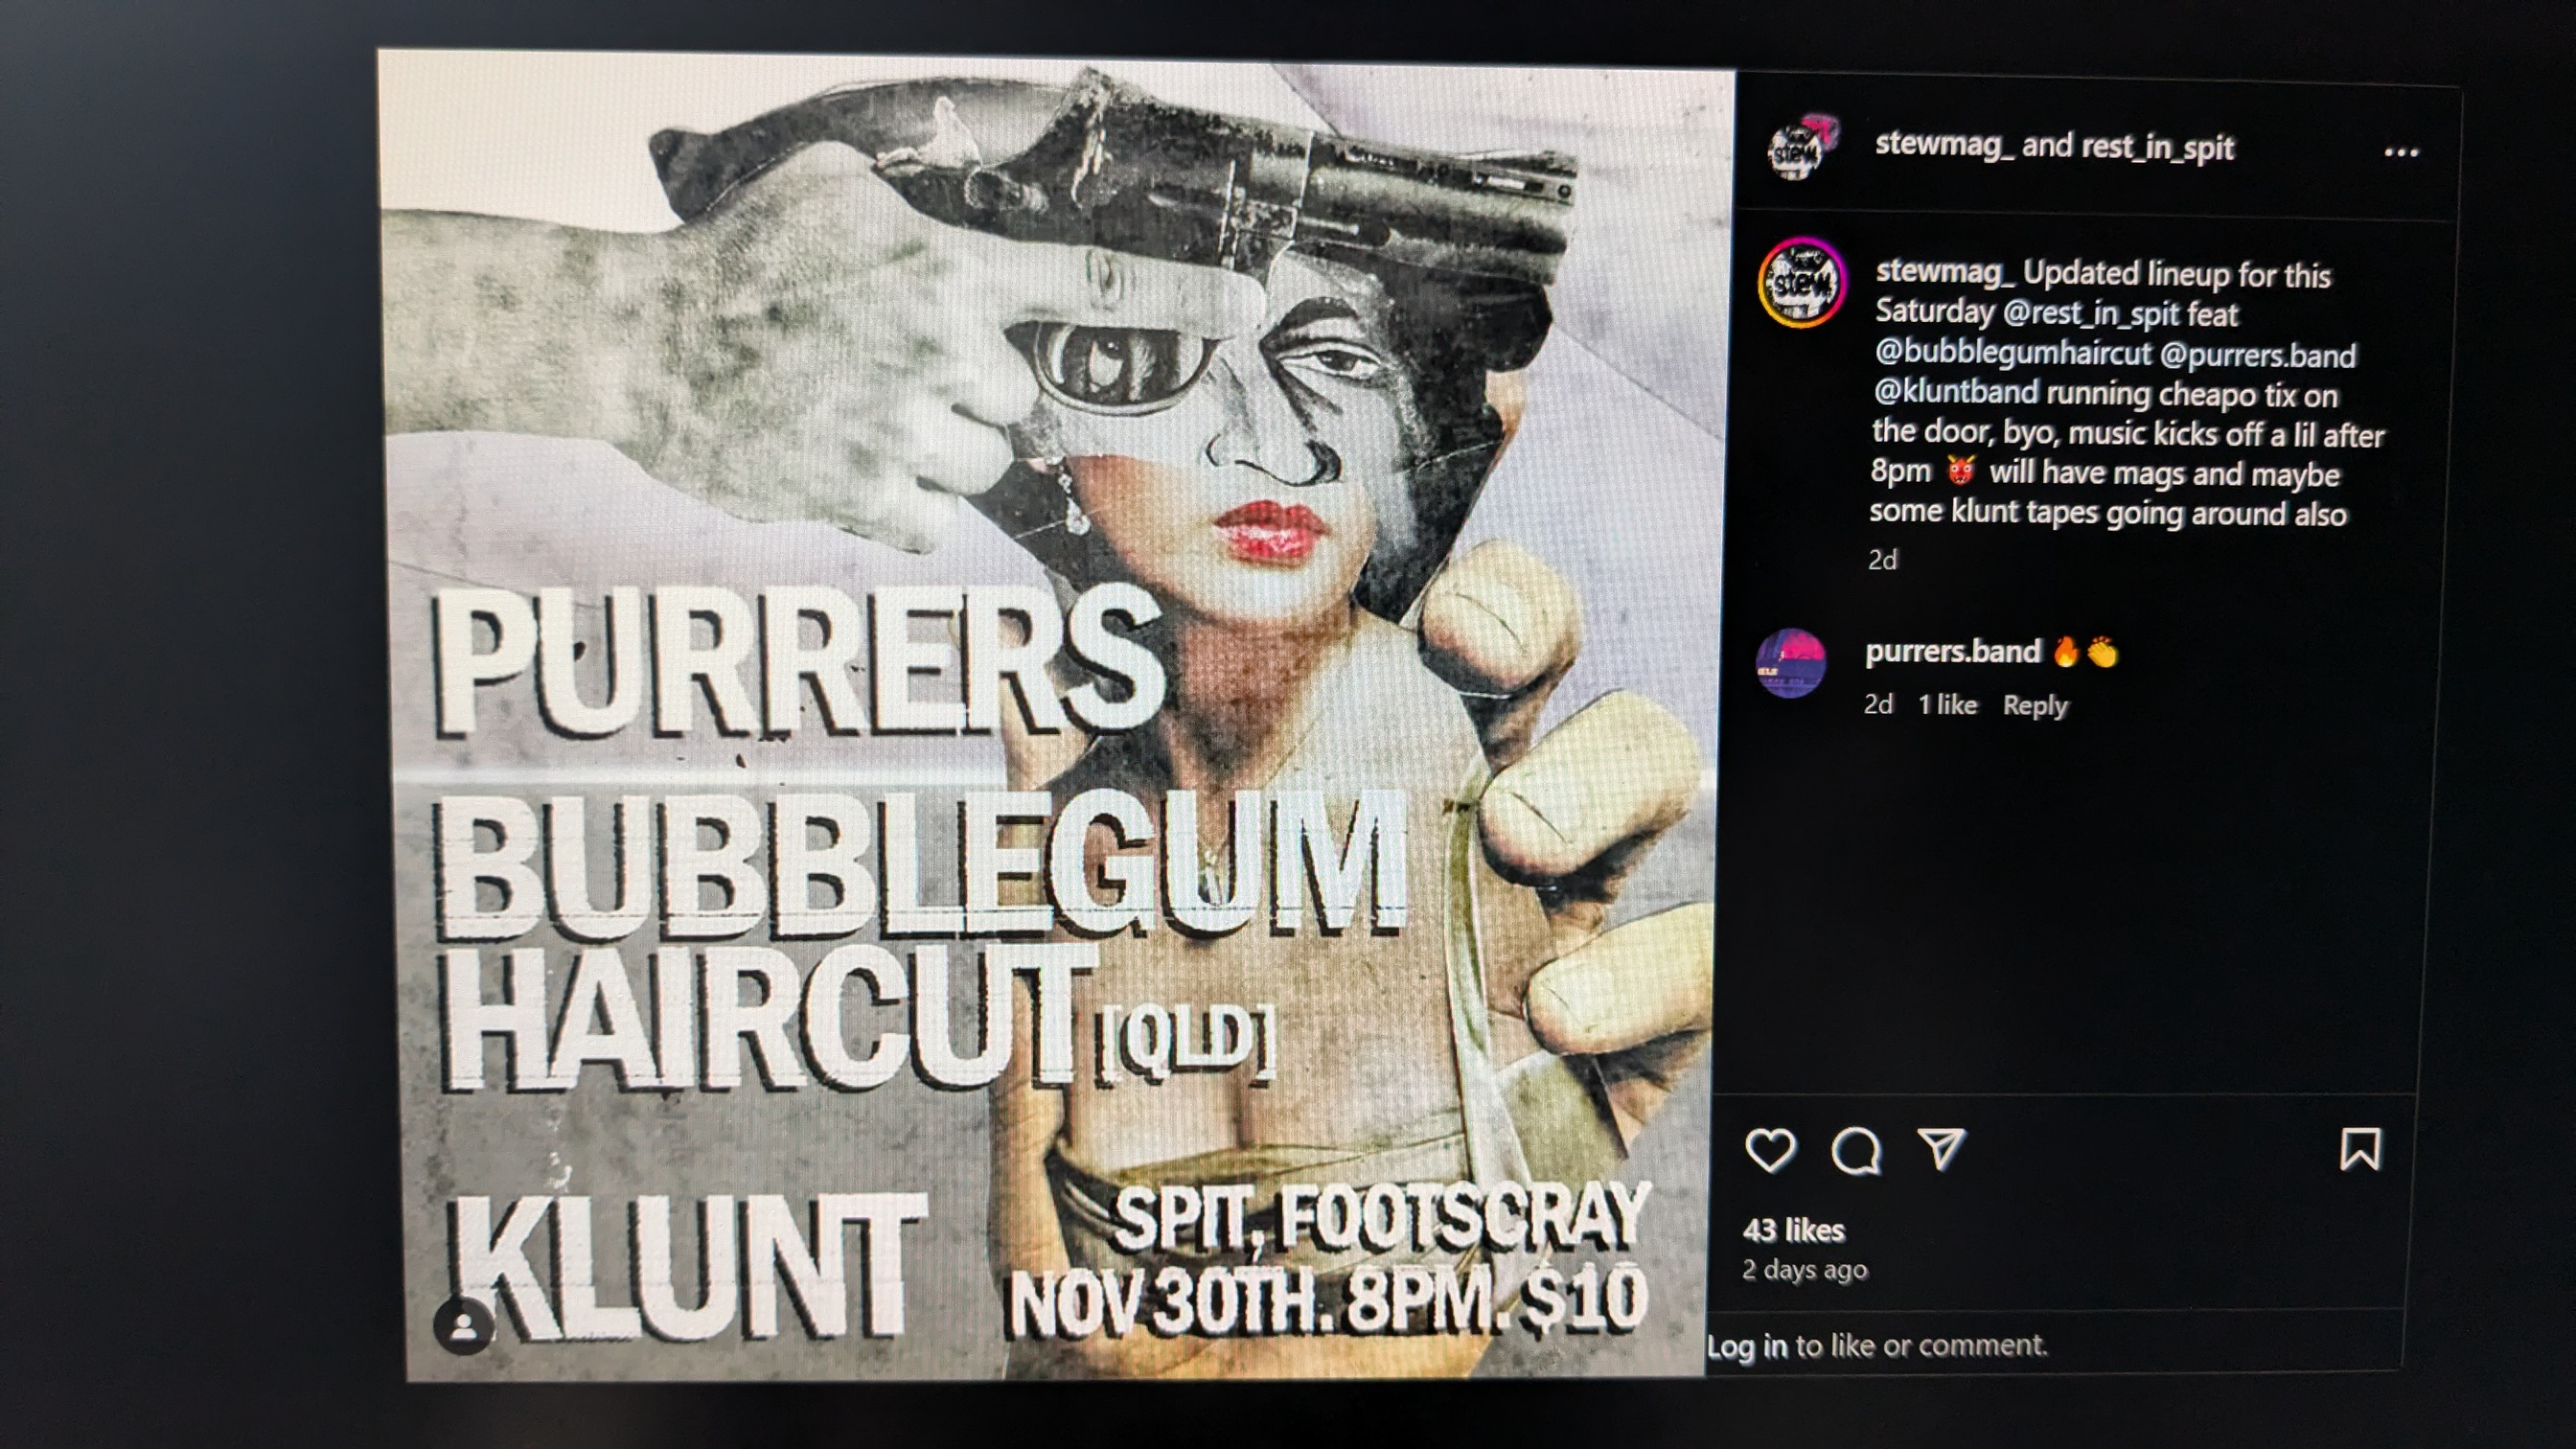 PURRERS
BUBBLEGUM
HAIRCUT [QLD]
KLUNT
SPIT, FOOTSCRAY
NOV 30TH. 8PM. $10
stewmag_ and rest_in_spit
stew
stewmag_ Updated lineup for this
Saturday @rest_in_spit feat
@bubblegumhaircut @purrers.band
@kluntband running cheapo tix on
the door, byo, music kicks off a lil after
8pm 👹 will have mags and maybe
some klunt tapes going around also
2d
purrers.band 🔥👏
2d 1 like Reply
43 likes
2 days ago
Log in to like or comment.